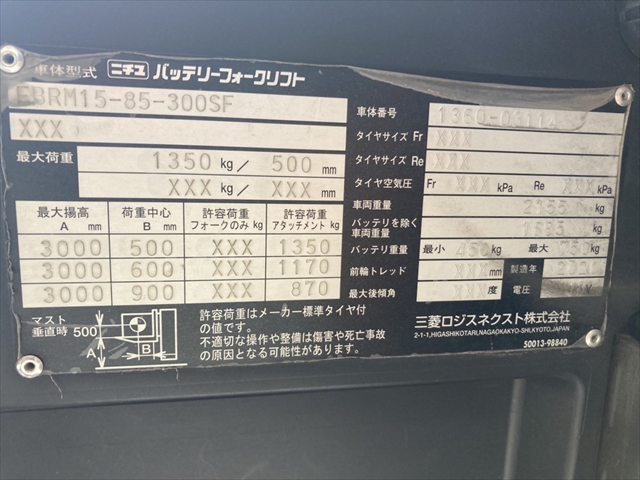 車体型式 ニチユ バッテリーフォークリフト
FBRM15-85-300SF
XXX
最大荷重 1350 kg/ 500 mm
XXX kg/ XXX mm
最大揚高 A mm 荷重中心 B mm 許容荷重 フォークのみ kg 許容荷重 アタッチメント kg
3000 500 XXX 1350
3000 600 XXX 1170
3000 900 XXX 870
マスト垂直時 500
A
B
許容荷重はメーカー標準タイヤ付
の値です。
不適切な操作や整備は傷害や死亡事故
の原因となる可能性があります。
車体番号 1350-0311A
タイヤサイズ Fr XXX
タイヤサイズ Re XXX
タイヤ空気圧 Fr XXX kPa Re XXX kPa
車両重量 kg
バッテリを除く
車両重量 kg
バッテリ重量 最小 kg 最大 kg
前輪トレッド XXX mm 製造年
最大後傾角 XXX 度 電圧 V
三菱ロジスネクスト株式会社
2-1-1,HIGASHIKOTARI,NAGAOKAKYO-SHI,KYOTO,JAPAN
50013-98840